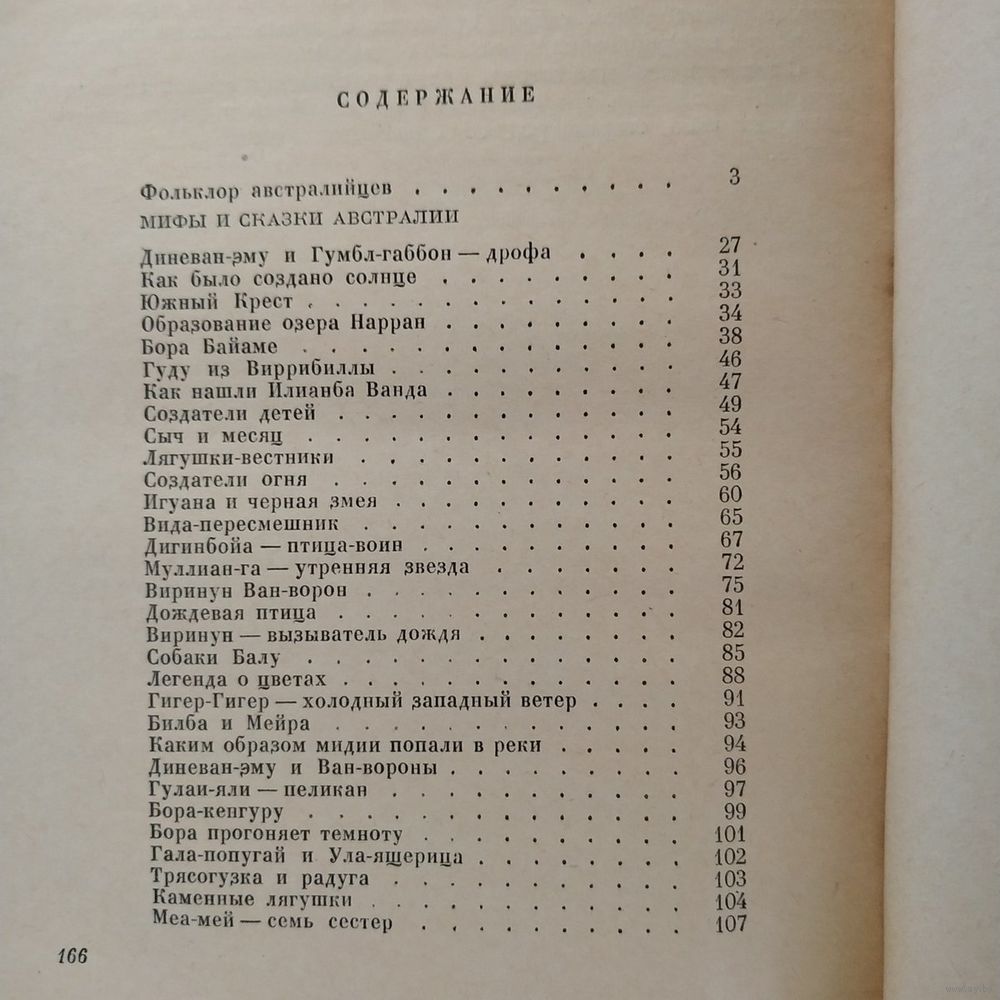 СОДЕРЖАНИЕ
Фольклор австралийцев . . . . . . . . . . 3
МИФЫ И СКАЗКИ АВСТРАЛИИ
Диневан-эму и Гумбл-габбон — дрофа . . . . 27
Как было создано солнце . . . . . . . . . 31
Южный Крест . . . . . . . . . . . . . . 33
Образование озера Нарран . . . . . . . . . 34
Бора Байаме . . . . . . . . . . . . . . 38
Гуду из Виррибиллы . . . . . . . . . . . 46
Как нашли Илианба Ванда . . . . . . . . . 47
Создатели детей . . . . . . . . . . . . . 49
Сыч и месяц . . . . . . . . . . . . . . 54
Лягушки-вестники . . . . . . . . . . . . 55
Создатели огня . . . . . . . . . . . . . 56
Игуана и черная змея . . . . . . . . . . . 60
Вида-пересмешник . . . . . . . . . . . . 65
Дигинбойа — птица-воин . . . . . . . . . . 67
Муллиан-га — утренняя звезда . . . . . . . 72
Виринун Ван-ворон . . . . . . . . . . . . 75
Дождевая птица . . . . . . . . . . . . . 81
Виринун — вызыватель дождя . . . . . . . . 82
Собаки Балу . . . . . . . . . . . . . . 85
Легенда о цветах . . . . . . . . . . . . . 88
Гигер-Гигер — холодный западный ветер . . . . 91
Билба и Мейра . . . . . . . . . . . . . 93
Каким образом мидии попали в реки . . . . . 94
Диневан-эму и Ван-вороны . . . . . . . . . 96
Гулаи-яли — пеликан . . . . . . . . . . . 97
Бора-кенгуру . . . . . . . . . . . . . . 99
Бора прогоняет темноту . . . . . . . . . . 101
Гала-попугай и Ула-ящерица . . . . . . . . 102
Трясогузка и радуга . . . . . . . . . . . 103
Каменные лягушки . . . . . . . . . . . . 104
Меа-мей — семь сестер . . . . . . . . . . 107
166